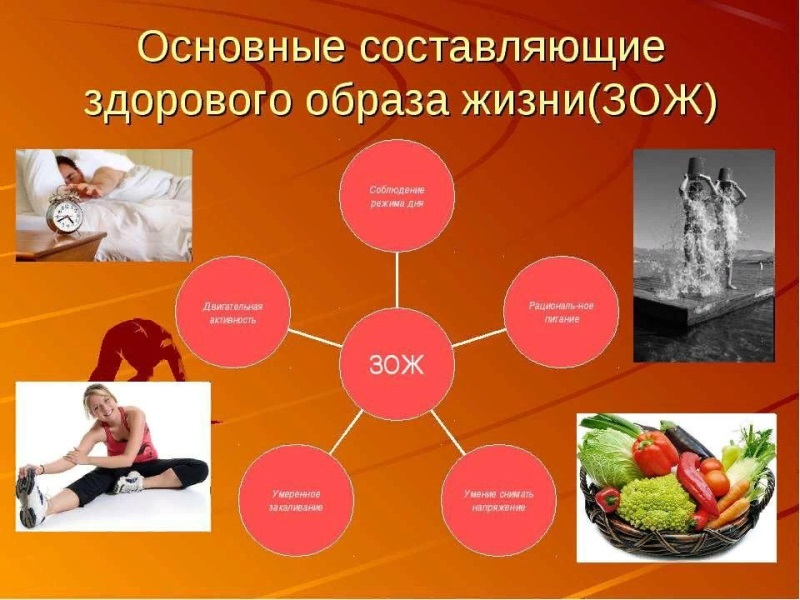 Основные составляющие
здорового образа жизни(ЗОЖ)
Соблюдение
режима дня
Двигательная
активность
Рациональ-ное
питание
ЗОЖ
Умеренное
закаливание
Умение снимать
напряжение